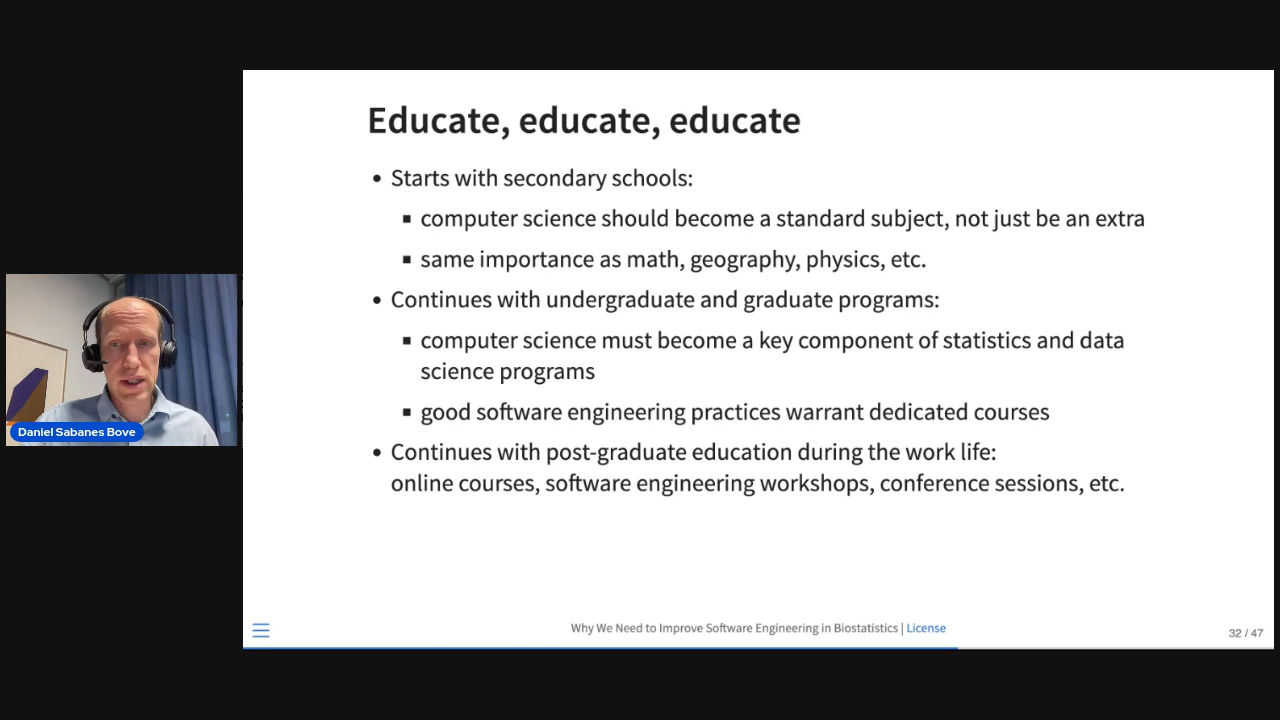 Educate, educate, educate
• Starts with secondary schools:
▪ computer science should become a standard subject, not just be an extra
▪ same importance as math, geography, physics, etc.
• Continues with undergraduate and graduate programs:
▪ computer science must become a key component of statistics and data
science programs
▪ good software engineering practices warrant dedicated courses
• Continues with post-graduate education during the work life:
online courses, software engineering workshops, conference sessions, etc.
Daniel Sabanes Bove
Why We Need to Improve Software Engineering in Biostatistics | License
32 / 47